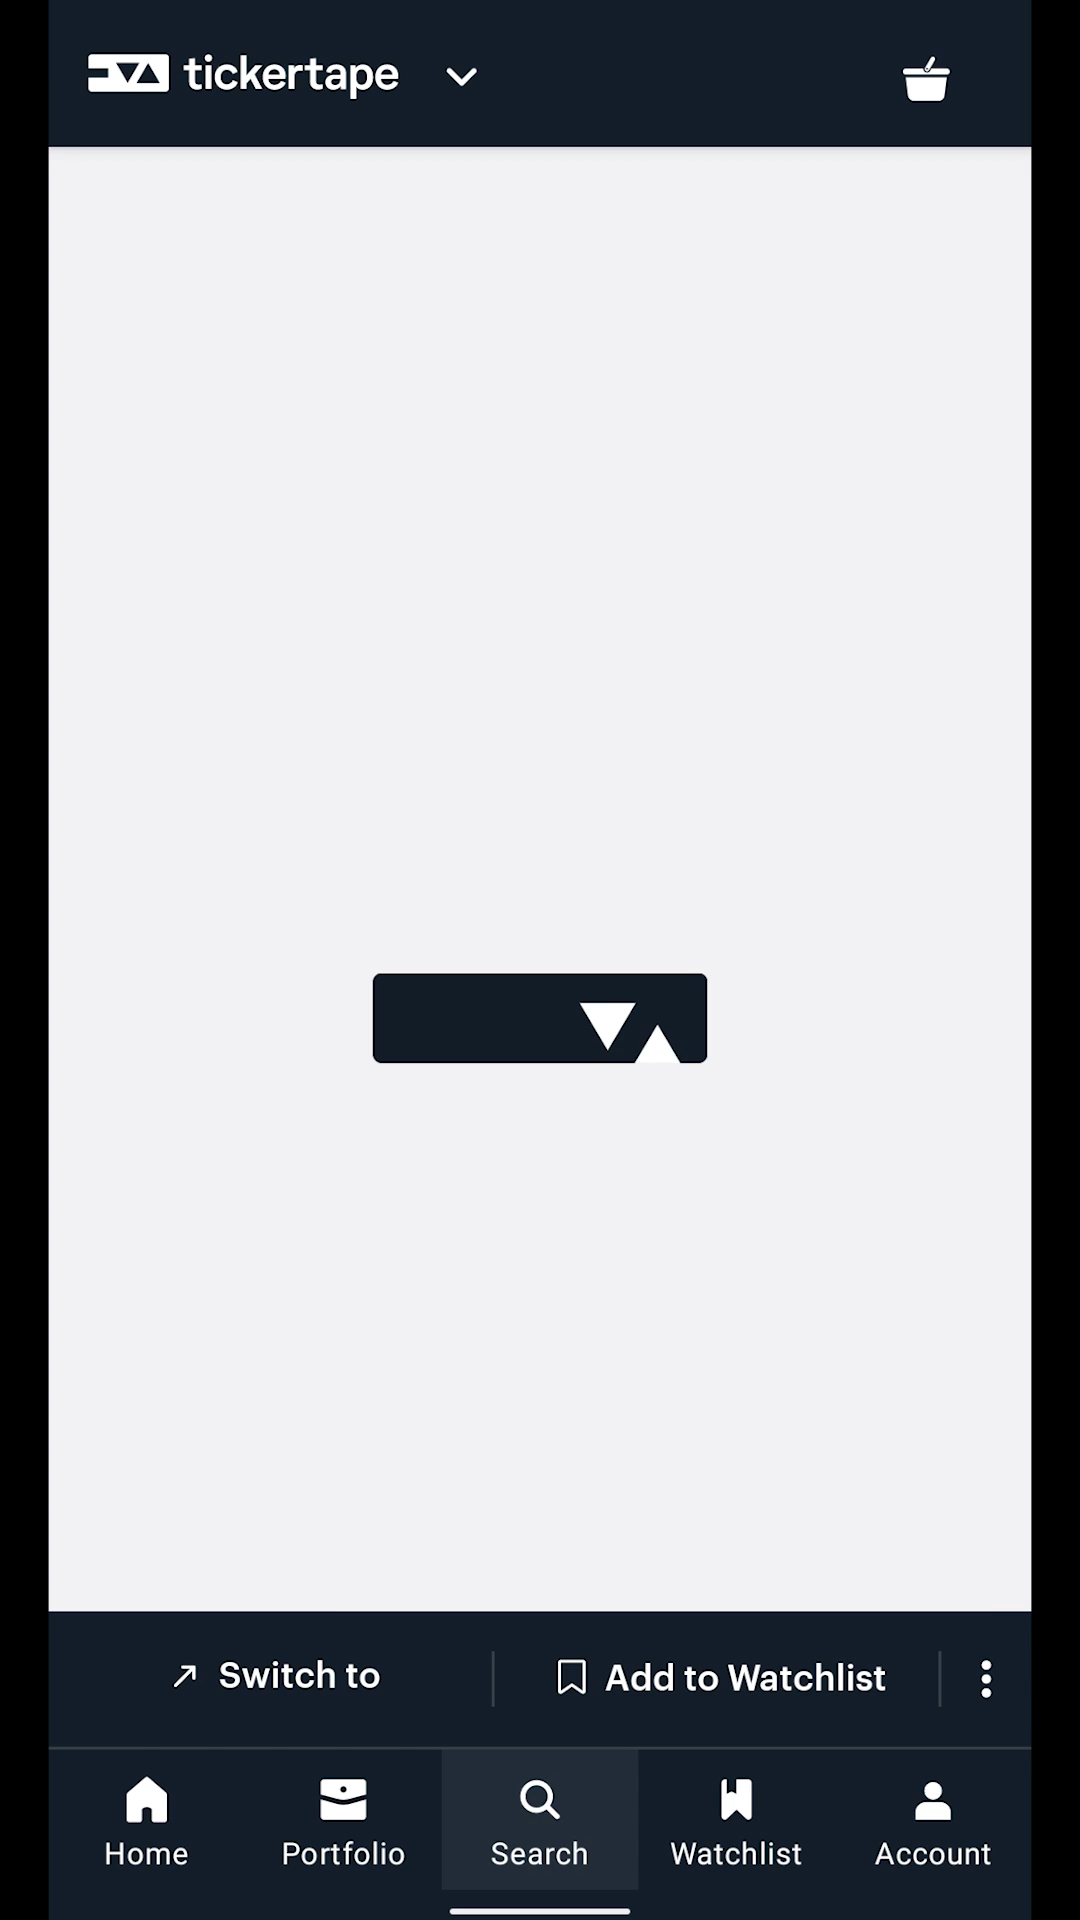 tickertape
Switch to
Add to Watchlist
Home
Portfolio
Search
Watchlist
Account